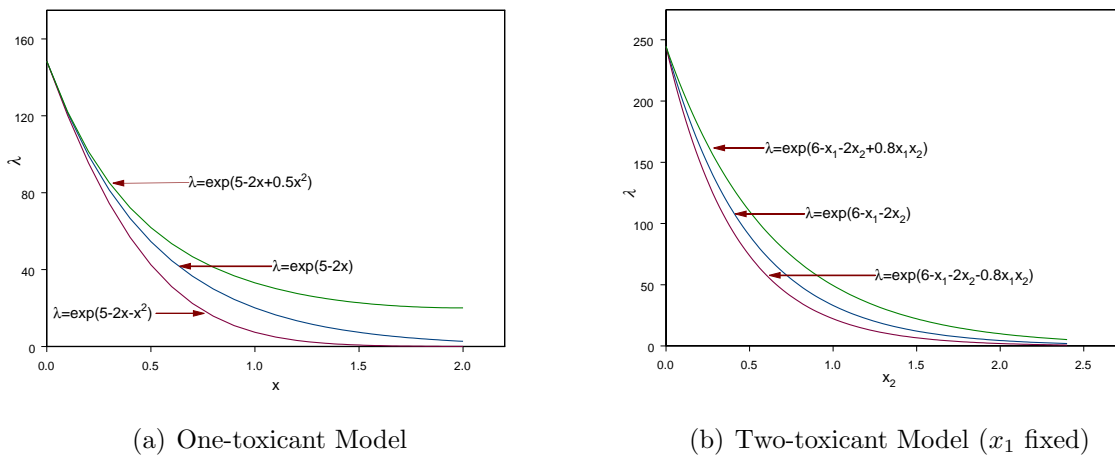 160
120
80
40
0
λ
λ=exp(5-2x+0.5x²)
λ=exp(5-2x)
λ=exp(5-2x-x²)
0.0 0.5 1.0 1.5 2.0
x
(a) One-toxicant Model
250
200
150
100
50
0
λ
λ=exp(6-x₁-2x₂+0.8x₁x₂)
λ=exp(6-x₁-2x₂)
λ=exp(6-x₁-2x₂-0.8x₁x₂)
0.0 0.5 1.0 1.5 2.0 2.5
x₂
(b) Two-toxicant Model (x₁ fixed)